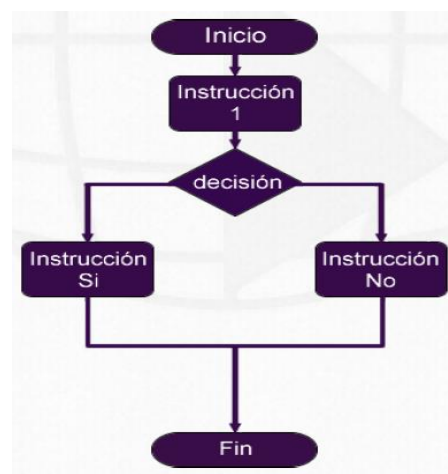 Inicio
Instrucción
1
decisión
Instrucción
Si
Instrucción
No
Fin